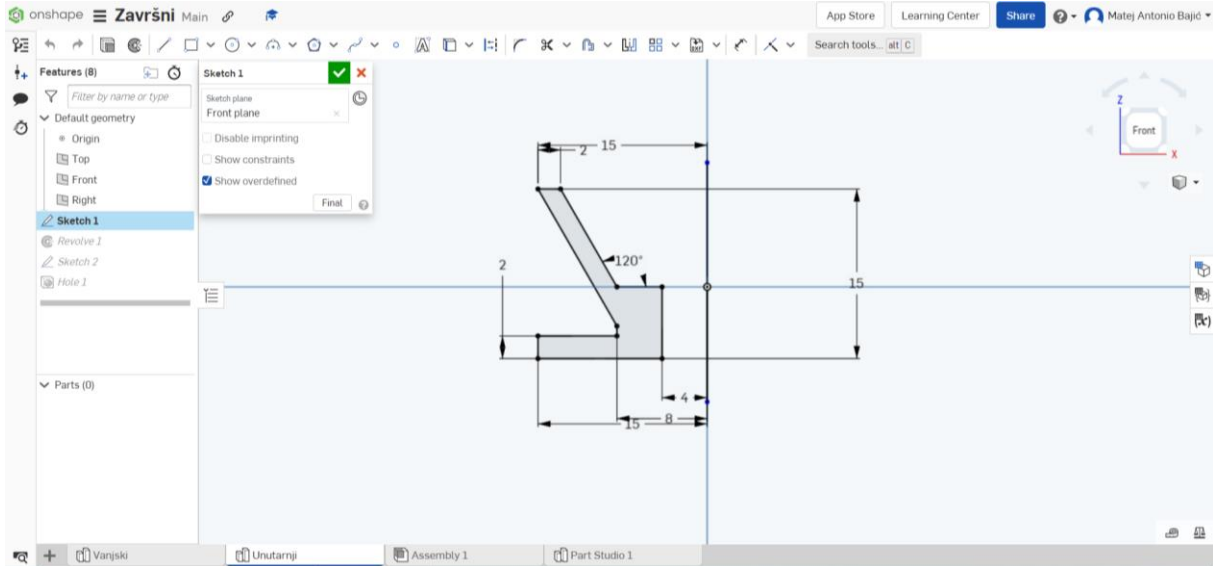 onshape Završni Main App Store Learning Center Share Matej Antonio Bajić
Search tools... alt C
Features (8)
Filter by name or type
Default geometry
Origin
Top
Front
Right
Sketch 1
Revolve 1
Sketch 2
Hole 1
Parts (0)
Sketch 1
Sketch plane
Front plane
Disable imprinting
Show constraints
Show overdefined
Final
15
2
120°
2
15
4
8
15
Z
Front
X
(x)
Vanjski Unutarnji Assembly 1 Part Studio 1